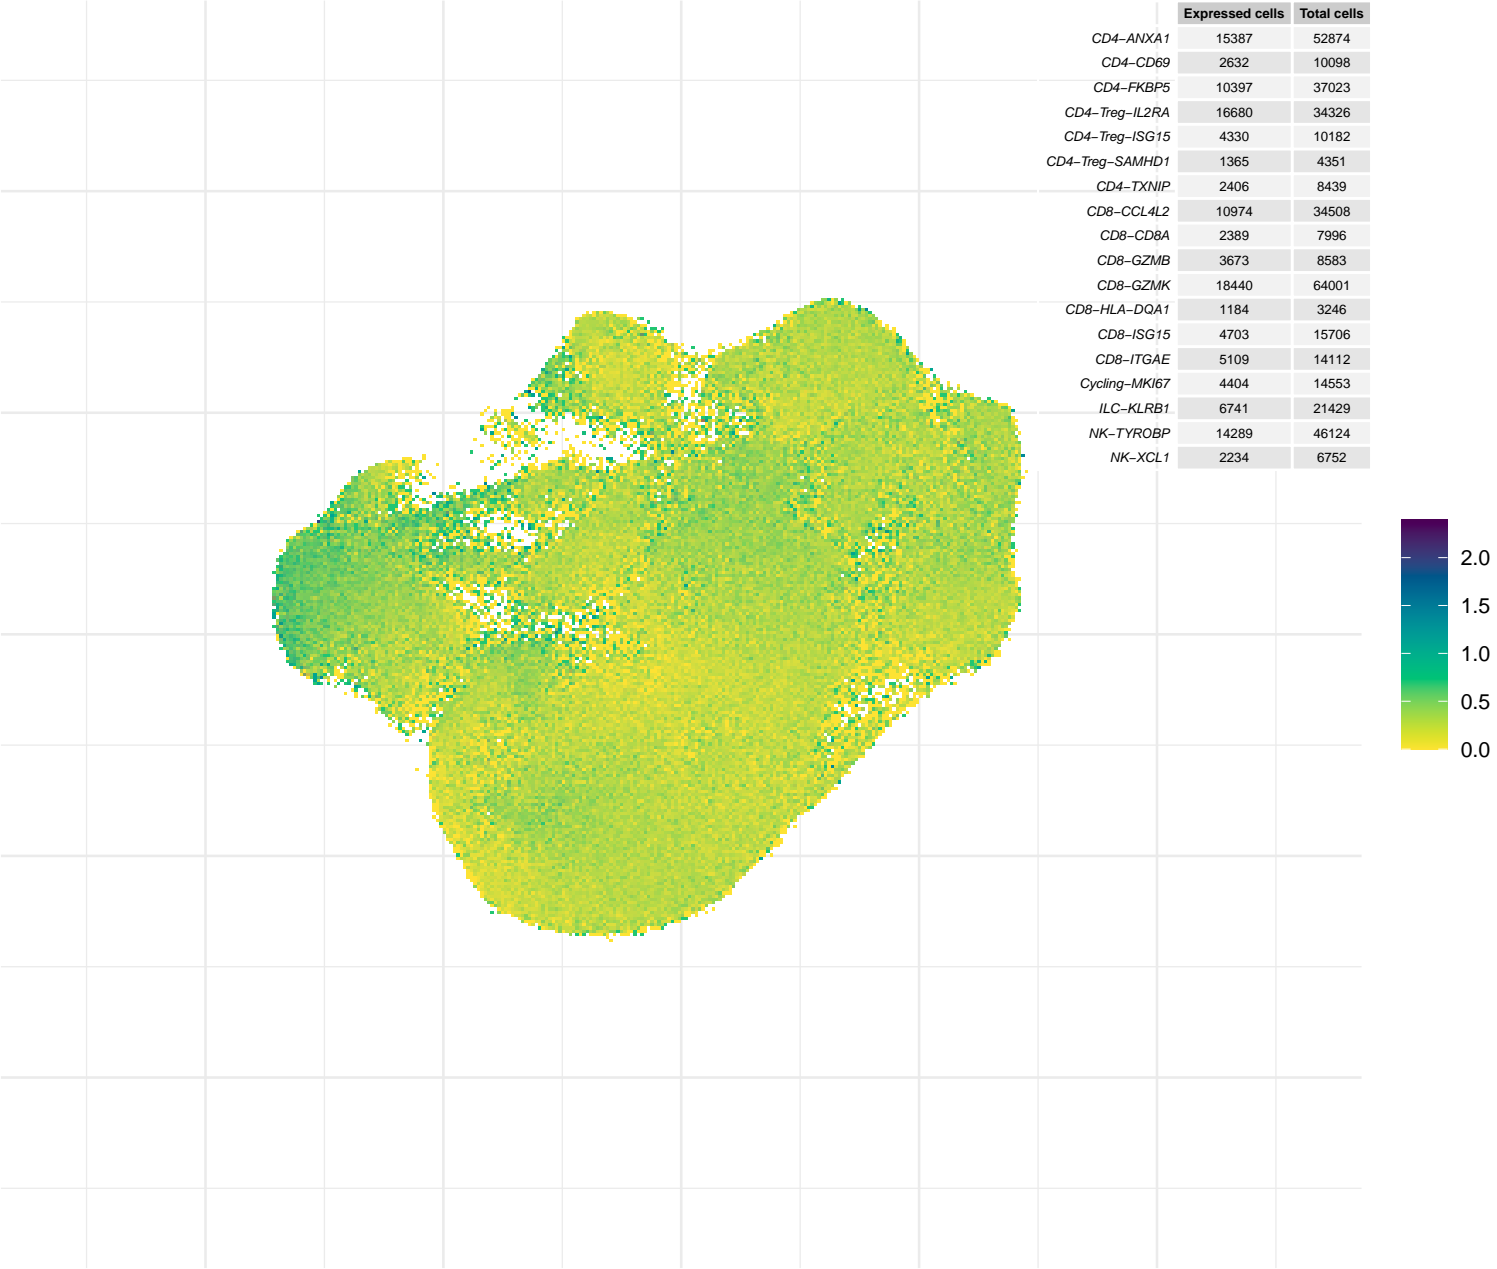 Expressed cells Total cells
CD4−ANXA1 15387 52874
CD4−CD69 2632 10098
CD4−FKBP5 10397 37023
CD4−Treg−IL2RA 16680 34326
CD4−Treg−ISG15 4330 10182
CD4−Treg−SAMHD1 1365 4351
CD4−TXNIP 2406 8439
CD8−CCL4L2 10974 34508
CD8−CD8A 2389 7996
CD8−GZMB 3673 8583
CD8−GZMK 18440 64001
CD8−HLA−DQA1 1184 3246
CD8−ISG15 4703 15706
CD8−ITGAE 5109 14112
Cycling−MKI67 4404 14553
ILC−KLRB1 6741 21429
NK−TYROBP 14289 46124
NK−XCL1 2234 6752
2.0
1.5
1.0
0.5
0.0